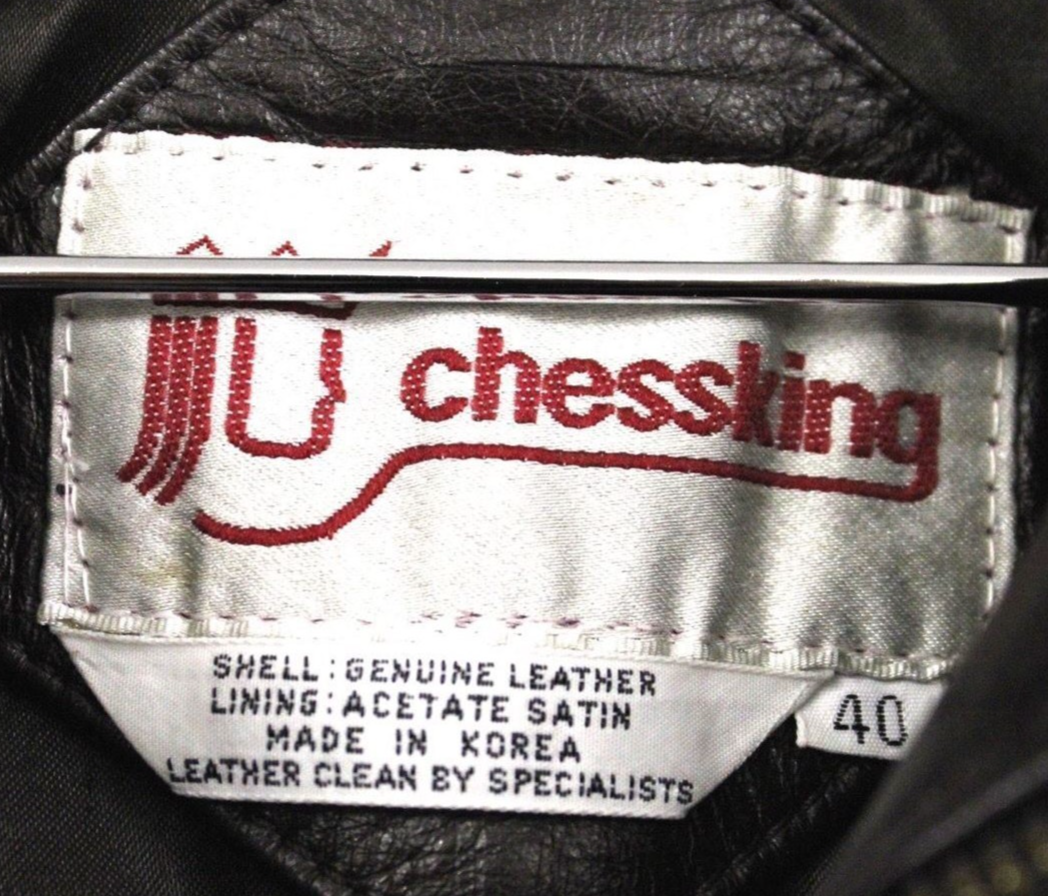 chessking
SHELL:GENUINE LEATHER
LINING:ACETATE SATIN
MADE IN KOREA
LEATHER CLEAN BY SPECIALISTS
40